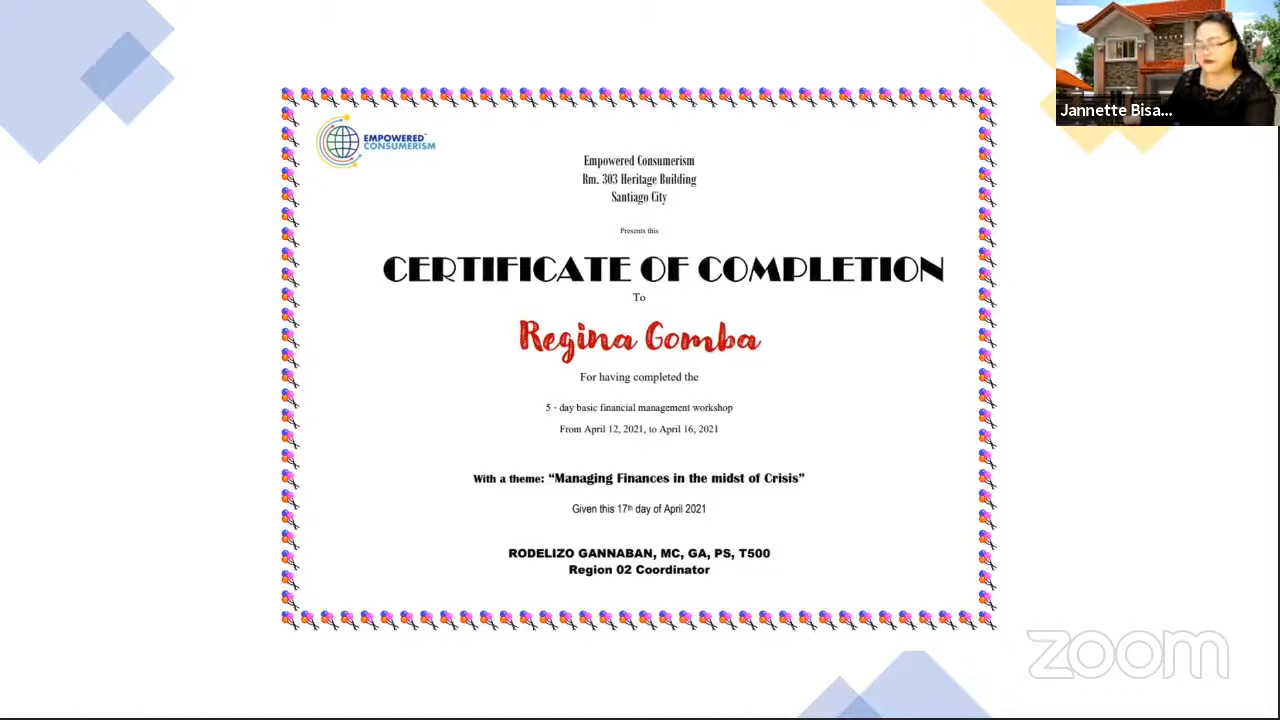 Jannette Bisa...
EMPOWERED™
CONSUMERISM
Empowered Consumerism
Rm. 303 Heritage Building
Santiago City
Presents this
CERTIFICATE OF COMPLETION
To
Regina Gomba
For having completed the
5 - day basic financial management workshop
From April 12, 2021, to April 16, 2021
With a theme: “Managing Finances in the midst of Crisis”
Given this 17th day of April 2021
RODELIZO GANNABAN, MC, GA, PS, T500
Region 02 Coordinator
zoom